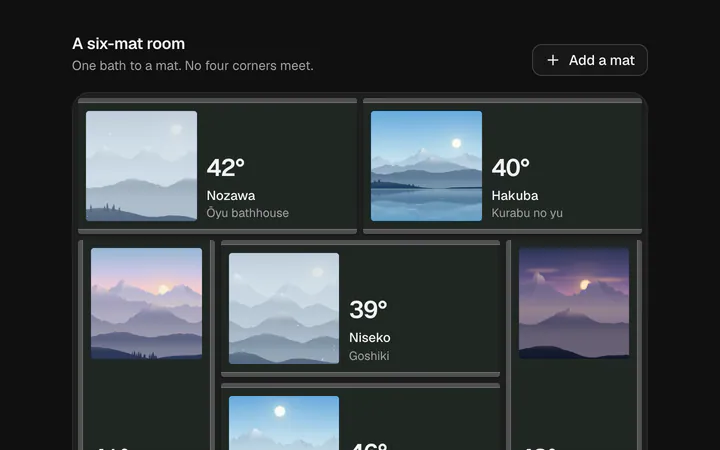 A six-mat room
One bath to a mat. No four corners meet.
Add a mat
42°
Nozawa
Ōyu bathhouse
40°
Hakuba
Kurabu no yu
39°
Niseko
Goshiki